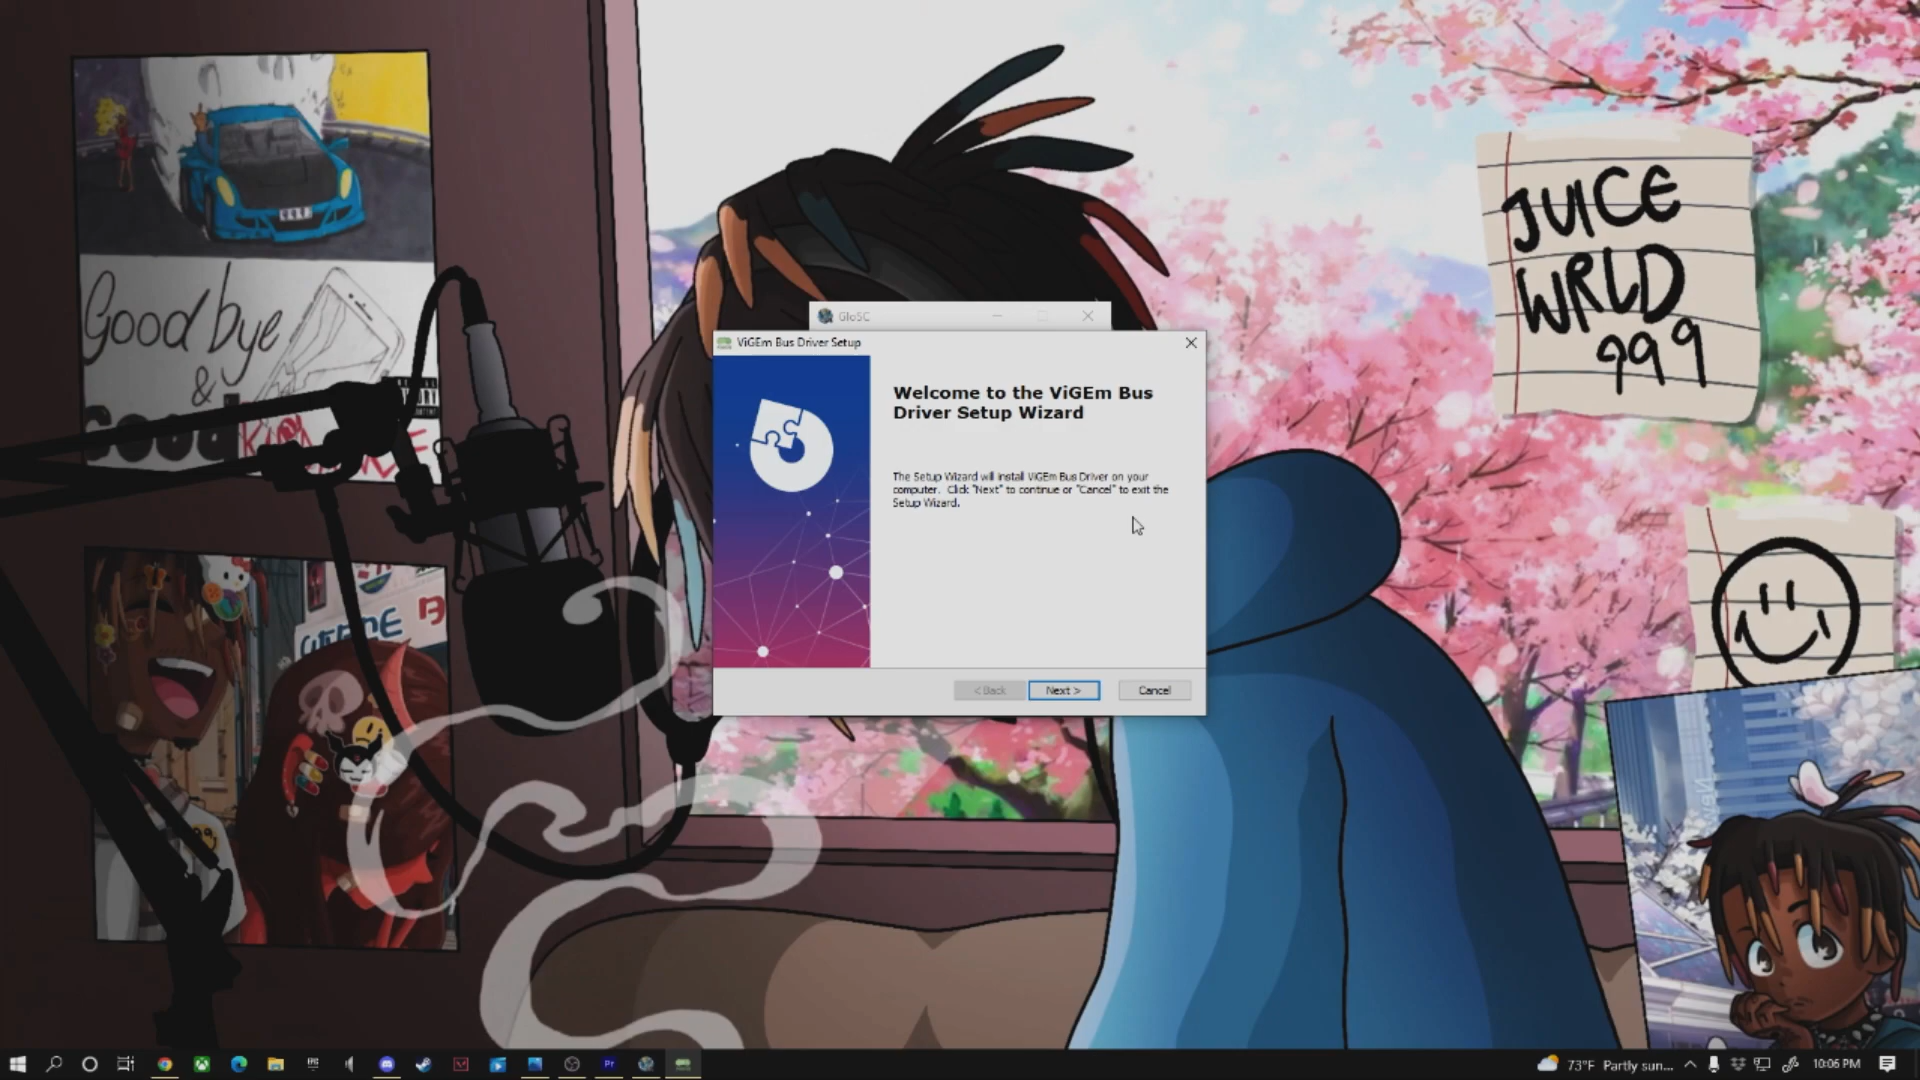 Goodbye
&
Good
JUICE
WRLD
999
GloSC
ViGEm Bus Driver Setup
Welcome to the ViGEm Bus
Driver Setup Wizard
The Setup Wizard will install ViGEm Bus Driver on your
computer. Click "Next" to continue or "Cancel" to exit the
Setup Wizard.
< Back
Next >
Cancel
73°F Partly sun...
10:06 PM